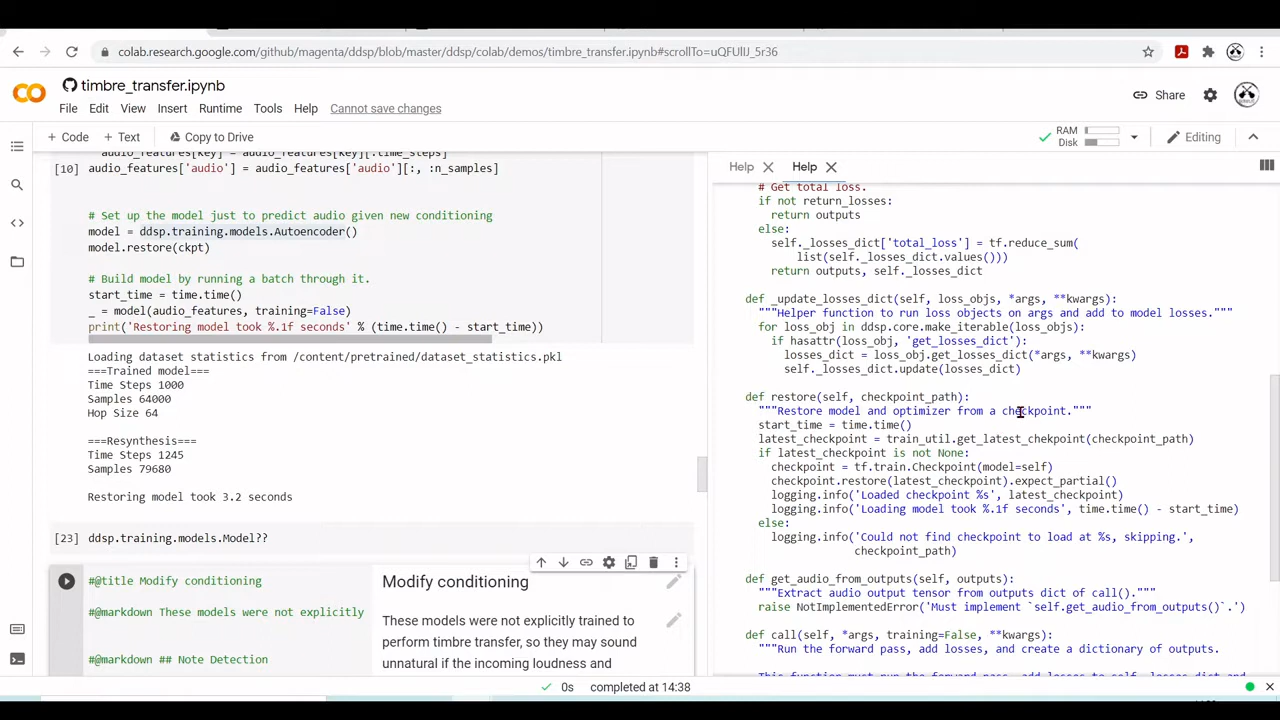 colab.research.google.com/github/magenta/ddsp/blob/master/ddsp/colab/demos/timbre_transfer.ipynb#scrollTo=uQFUlIJ_5r36
timbre_transfer.ipynb
Share
File Edit View Insert Runtime Tools Help Cannot save changes
+ Code + Text Copy to Drive
RAM
Disk
Editing
[10] audio_features['audio'] = audio_features['audio'][:, :n_samples]
# Set up the model just to predict audio given new conditioning
model = ddsp.training.models.Autoencoder()
model.restore(ckpt)
# Build model by running a batch through it.
start_time = time.time()
_ = model(audio_features, training=False)
print('Restoring model took %.1f seconds' % (time.time() - start_time))
Loading dataset statistics from /content/pretrained/dataset_statistics.pkl
===Trained model===
Time Steps 1000
Samples 64000
Hop Size 64
===Resynthesis===
Time Steps 1245
Samples 79680
Restoring model took 3.2 seconds
[23] ddsp.training.models.Model??
#@title Modify conditioning
#@markdown These models were not explicitly
#@markdown ## Note Detection
Modify conditioning
These models were not explicitly trained to
perform timbre transfer, so they may sound
unnatural if the incoming loudness and
Help
Help
# Get total loss.
if not return_losses:
return outputs
else:
self._losses_dict['total_loss'] = tf.reduce_sum(
list(self._losses_dict.values()))
return outputs, self._losses_dict
def _update_losses_dict(self, loss_objs, *args, **kwargs):
"""Helper function to run loss objects on args and add to model losses."""
for loss_obj in ddsp.core.make_iterable(loss_objs):
if hasattr(loss_obj, 'get_losses_dict'):
losses_dict = loss_obj.get_losses_dict(*args, **kwargs)
self._losses_dict.update(losses_dict)
def restore(self, checkpoint_path):
"""Restore model and optimizer from a checkpoint."""
start_time = time.time()
latest_checkpoint = train_util.get_latest_chekpoint(checkpoint_path)
if latest_checkpoint is not None:
checkpoint = tf.train.Checkpoint(model=self)
checkpoint.restore(latest_checkpoint).expect_partial()
logging.info('Loaded checkpoint %s', latest_checkpoint)
logging.info('Loading model took %.1f seconds', time.time() - start_time)
else:
logging.info('Could not find checkpoint to load at %s, skipping.',
checkpoint_path)
def get_audio_from_outputs(self, outputs):
"""Extract audio output tensor from outputs dict of call()."""
raise NotImplementedError('Must implement `self.get_audio_from_outputs()`.')
def call(self, *args, training=False, **kwargs):
"""Run the forward pass, add losses, and create a dictionary of outputs.
0s completed at 14:38